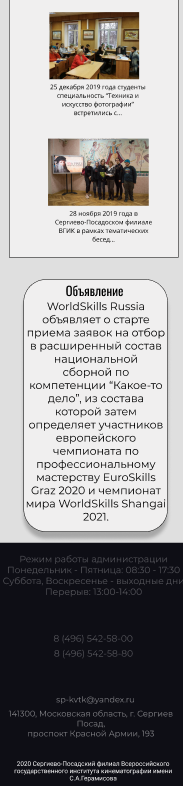 25 декабря 2019 года студенты
специальность “Техника и
искусство фотографии”
встретились с...
28 ноября 2019 года в
Сергиево-Посадоском филиале
ВГИК в рамках тематических
бесед...
Объявление
WorldSkills Russia
объявляет о старте
приема заявок на отбор
в расширенный состав
национальной
сборной по
компетенции “Какое-то
дело”, из состава
которой затем
определяет участников
европейского
чемпионата по
профессиональному
мастерству EuroSkills
Graz 2020 и чемпионат
мира WorldSkills Shangai
2021.
Режим работы администрации
Понедельник - Пятница: 08:30 - 17:30
Суббота, Воскресенье - выходные дни
Перерыв: 13:00-14:00
8 (496) 542-58-00
8 (496) 542-58-80
sp-kvtk@yandex.ru
141300, Московская область, г. Сергиев
Посад,
проспект Красной Армии, 193
2020 Сергиево-Посадский филиал Всероссийского
государственного института кинематографии имени
С.А.Герамисова